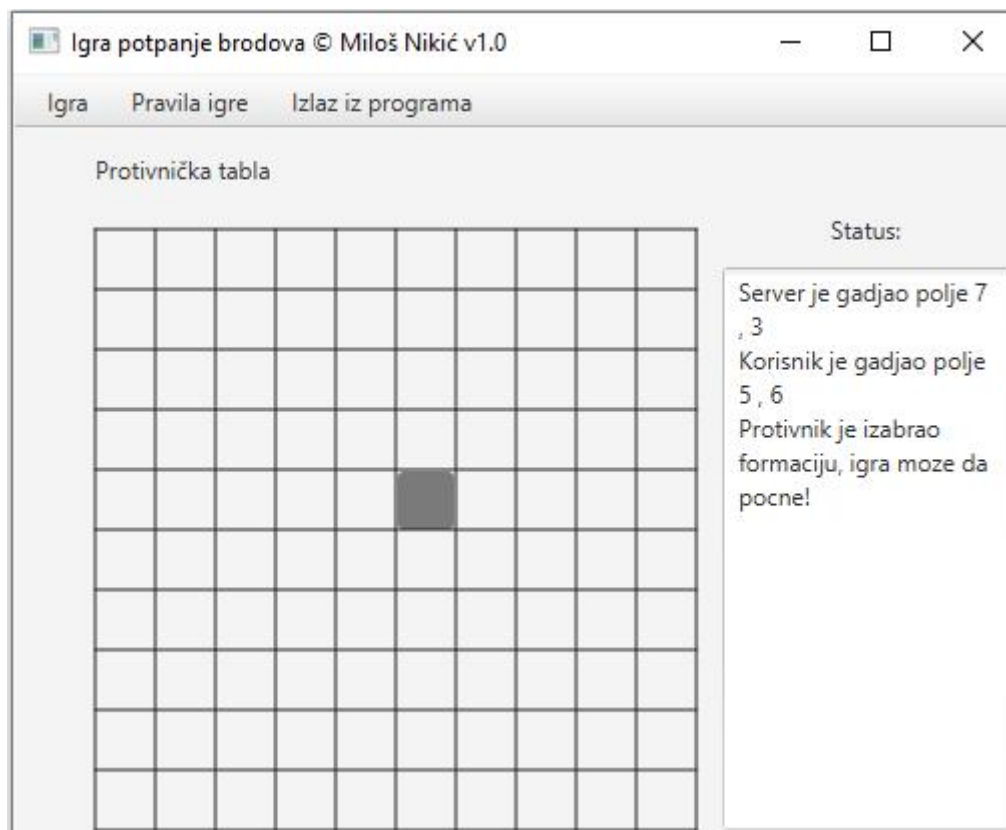 Igra potpanje brodova © Miloš Nikić v1.0
Igra Pravila igre Izlaz iz programa
Protivnička tabla
Status:
Server je gadjao polje 7
, 3
Korisnik je gadjao polje
5 , 6
Protivnik je izabrao
formaciju, igra moze da
pocne!